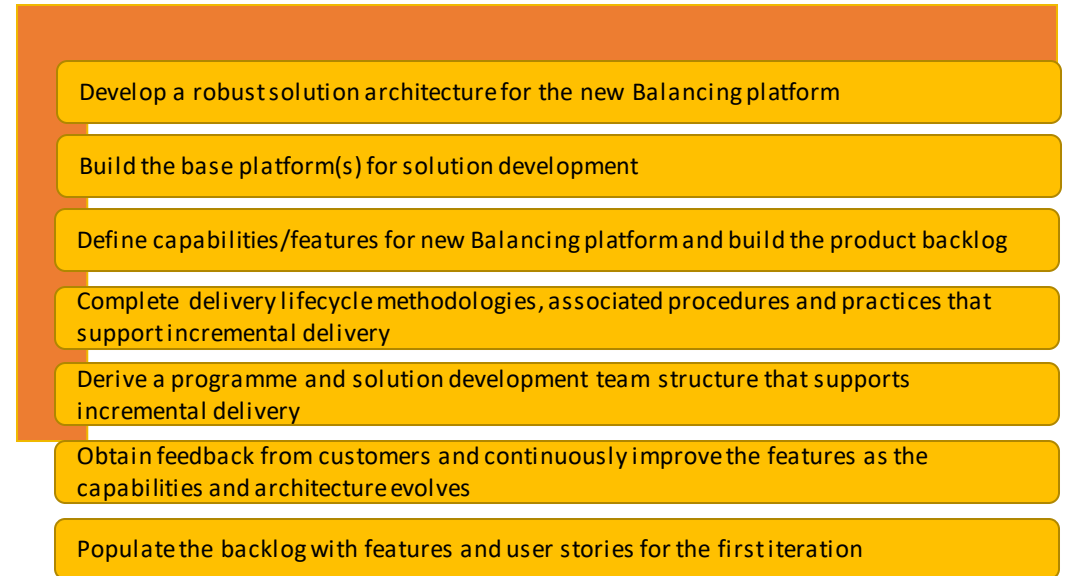 Develop a robust solution architecture for the new Balancing platform
Build the base platform(s) for solution development
Define capabilities/features for new Balancing platform and build the product backlog
Complete delivery lifecycle methodologies, associated procedures and practices that
support incremental delivery
Derive a programme and solution development team structure that supports
incremental delivery
Obtain feedback from customers and continuously improve the features as the
capabilities and architecture evolves
Populate the backlog with features and user stories for the first iteration